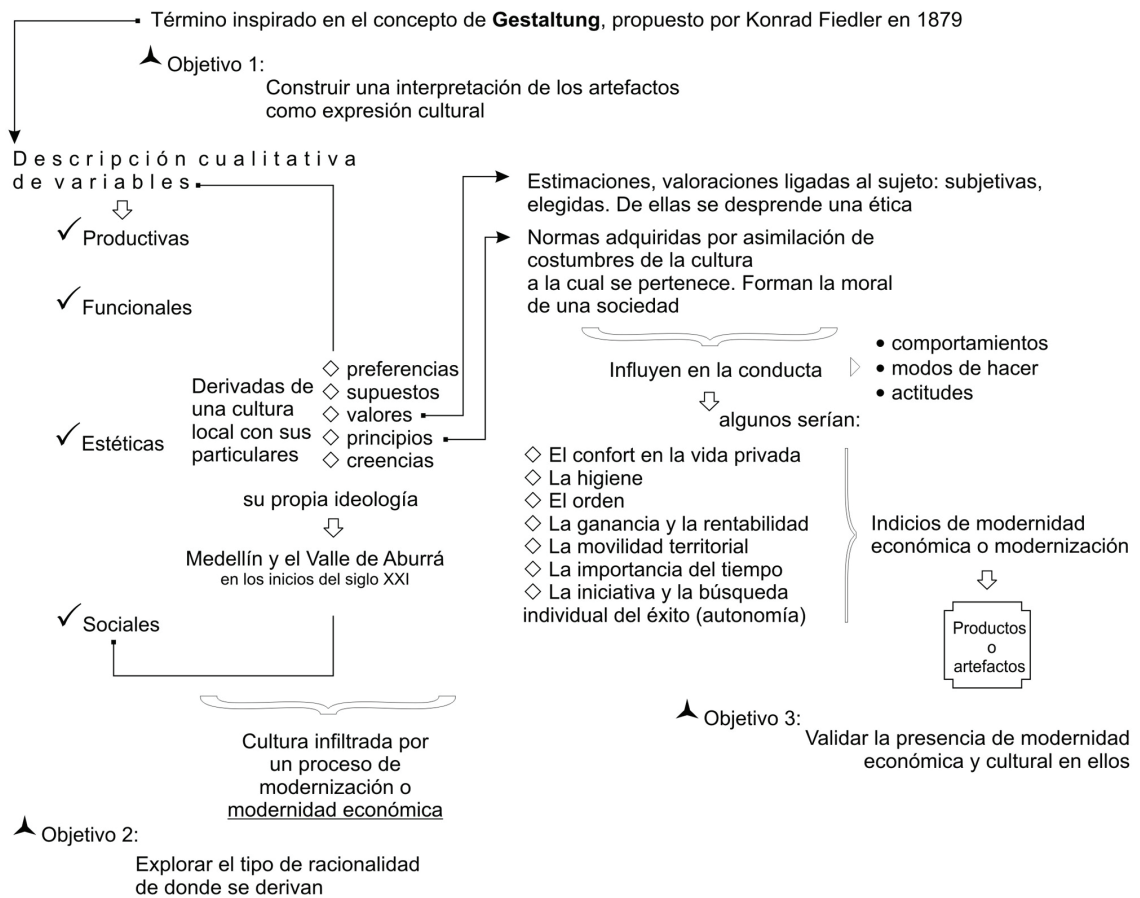 Término inspirado en el concepto de Gestaltung, propuesto por Konrad Fiedler en 1879
Objetivo 1:
Construir una interpretación de los artefactos
como expresión cultural
Descripción cualitativa
de variables
Productivas
Funcionales
Estéticas
Sociales
Derivadas de
una cultura
local con sus
particulares
preferencias
supuestos
valores
principios
creencias
su propia ideología
Medellín y el Valle de Aburrá
en los inicios del siglo XXI
Cultura infiltrada por
un proceso de
modernización o
modernidad económica
Objetivo 2:
Explorar el tipo de racionalidad
de donde se derivan
Estimaciones, valoraciones ligadas al sujeto: subjetivas,
elegidas. De ellas se desprende una ética
Normas adquiridas por asimilación de
costumbres de la cultura
a la cual se pertenece. Forman la moral
de una sociedad
Influyen en la conducta
• comportamientos
• modos de hacer
• actitudes
algunos serían:
El confort en la vida privada
La higiene
El orden
La ganancia y la rentabilidad
La movilidad territorial
La importancia del tiempo
La iniciativa y la búsqueda
individual del éxito (autonomía)
Indicios de modernidad
económica o modernización
Productos
o
artefactos
Objetivo 3:
Validar la presencia de modernidad
económica y cultural en ellos